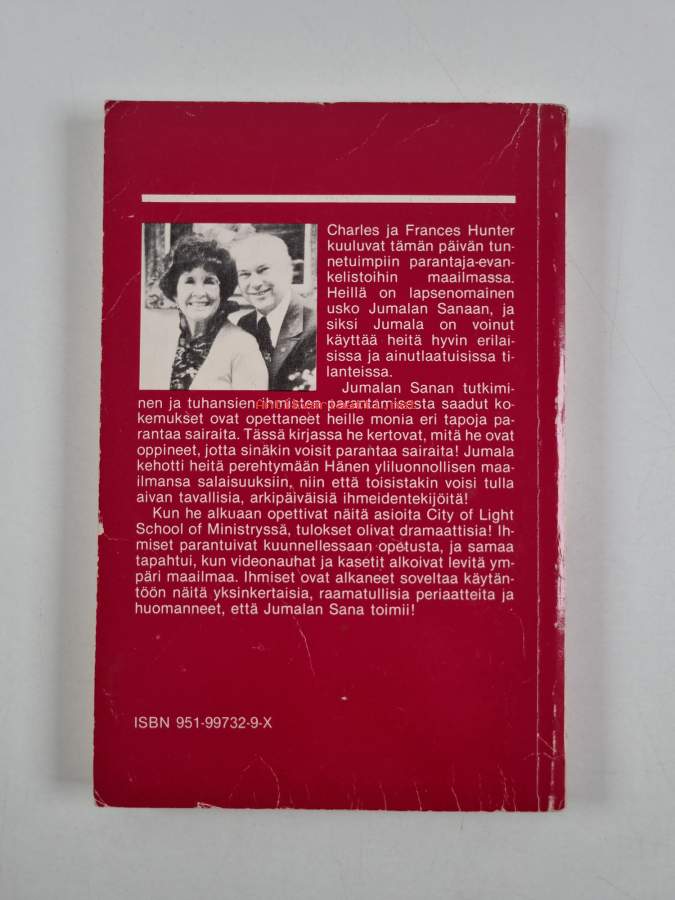 Charles ja Frances Hunter
kuuluvat tämän päivän tun-
netuimpiin parantaja-evan-
kelistoihin maailmassa.
Heillä on lapsenomainen
usko Jumalan Sanaan, ja
siksi Jumala on voinut
käyttää heitä hyvin erilai-
sissa ja ainutlaatuisissa ti-
lanteissa.
Jumalan Sanan tutkimi-
nen ja tuhansien ihmisten parantamisesta saadut ko-
kemukset ovat opettaneet heille monia eri tapoja pa-
rantaa sairaita. Tässä kirjassa he kertovat, mitä he ovat
oppineet, jotta sinäkin voisit parantaa sairaita! Jumala
kehotti heitä perehtymään Hänen yliluonnollisen maa-
ilmansa salaisuuksiin, niin että toisistakin voisi tulla
aivan tavallisia, arkipäiväisiä ihmeidentekijöitä!
Kun he alkuaan opettivat näitä asioita City of Light
School of Ministryssä, tulokset olivat dramaattisia! Ih-
miset parantuivat kuunnellessaan opetusta, ja samaa
tapahtui, kun videonauhat ja kasetit alkoivat levitä ym-
päri maailmaa. Ihmiset ovat alkaneet soveltaa käytän-
töön näitä yksinkertaisia, raamatullisia periaatteita ja
huomanneet, että Jumalan Sana toimii!
ISBN 951-99732-9-X